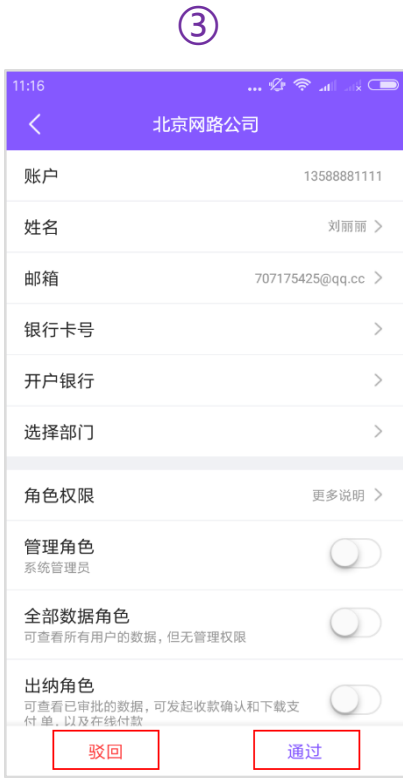 ③
11:16
北京网路公司
账户 13588881111
姓名 刘丽丽
邮箱 707175425@qq.cc
银行卡号
开户银行
选择部门
角色权限 更多说明
管理角色
系统管理员
全部数据角色
可查看所有用户的数据，但无管理权限
出纳角色
可查看已审批的数据，可发起收款确认和下载支
付 单，以及在线付款
驳回 通过